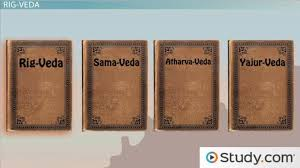 RIG-VEDA
Rig-Veda
Sama-Veda
Atharva-Veda
Yajur-Veda
Study.com